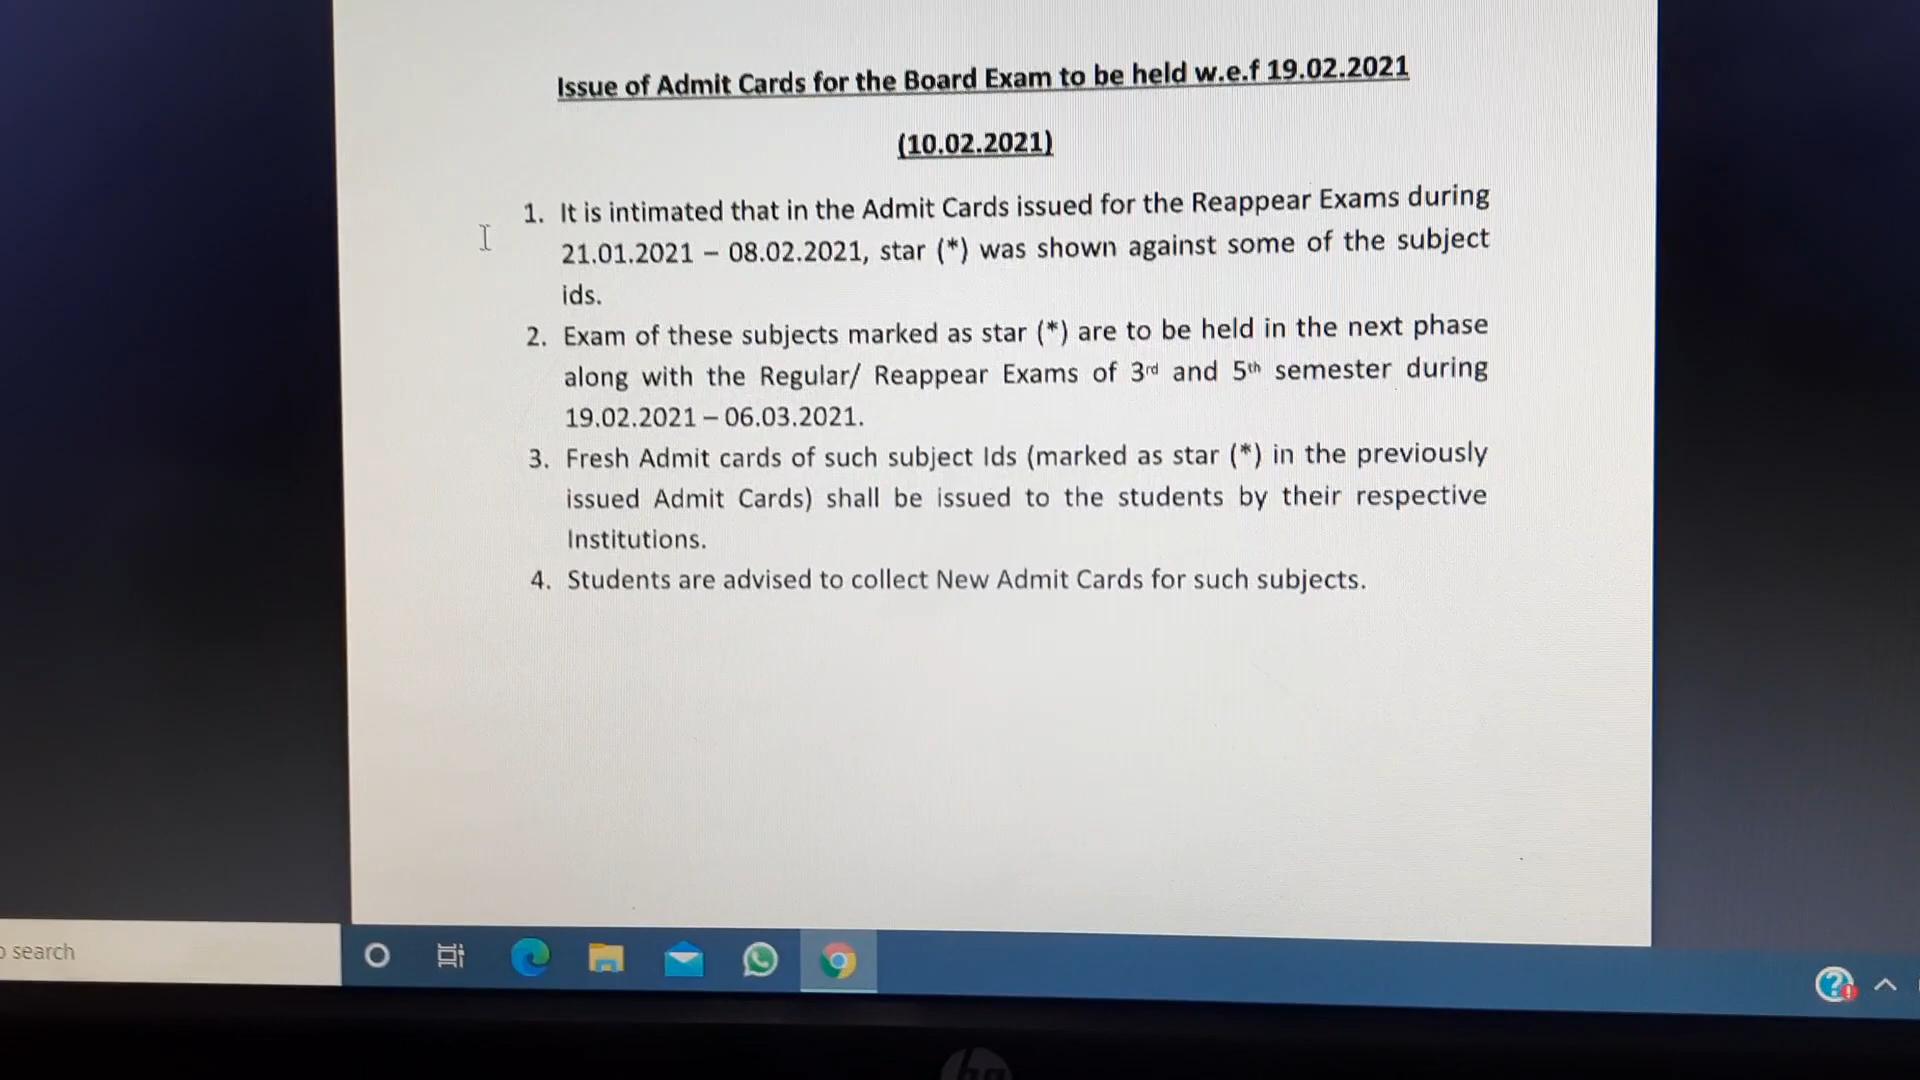 Issue of Admit Cards for the Board Exam to be held w.e.f 19.02.2021
(10.02.2021)
1. It is intimated that in the Admit Cards issued for the Reappear Exams during
21.01.2021 – 08.02.2021, star (*) was shown against some of the subject
ids.
2. Exam of these subjects marked as star (*) are to be held in the next phase
along with the Regular/ Reappear Exams of 3rd and 5th semester during
19.02.2021 – 06.03.2021.
3. Fresh Admit cards of such subject Ids (marked as star (*) in the previously
issued Admit Cards) shall be issued to the students by their respective
Institutions.
4. Students are advised to collect New Admit Cards for such subjects.
search
hp